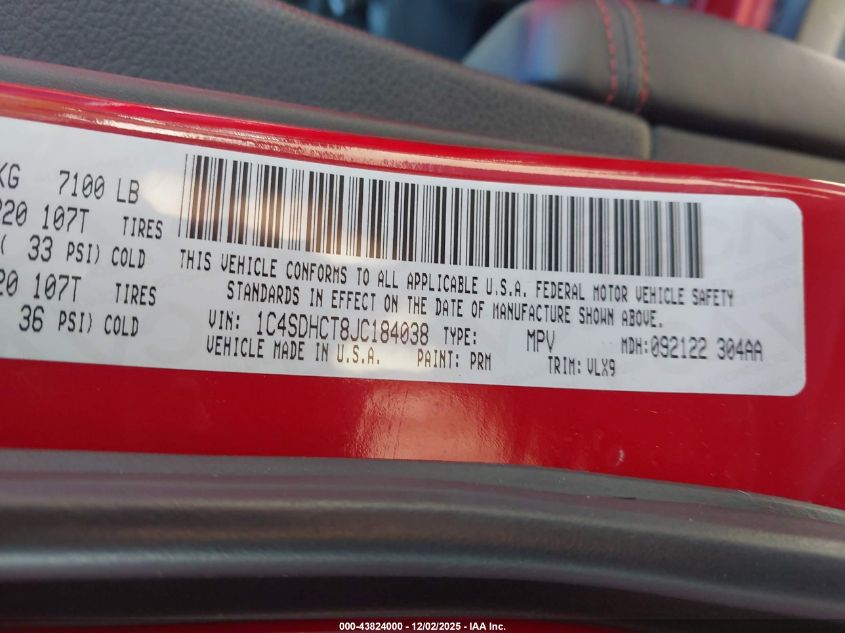 KG 7100 LB
220 107T TIRES
( 33 PSI) COLD
20 107T TIRES
36 PSI) COLD
THIS VEHICLE CONFORMS TO ALL APPLICABLE U.S.A. FEDERAL MOTOR VEHICLE SAFETY
STANDARDS IN EFFECT ON THE DATE OF MANUFACTURE SHOWN ABOVE.
VIN: 1C4SDHCT8JC184038 TYPE: MPV MDH:092122 304AA
VEHICLE MADE IN U.S.A. PAINT: PRM TRIM: VLX9
000-43824000 - 12/02/2025 - IAA Inc.